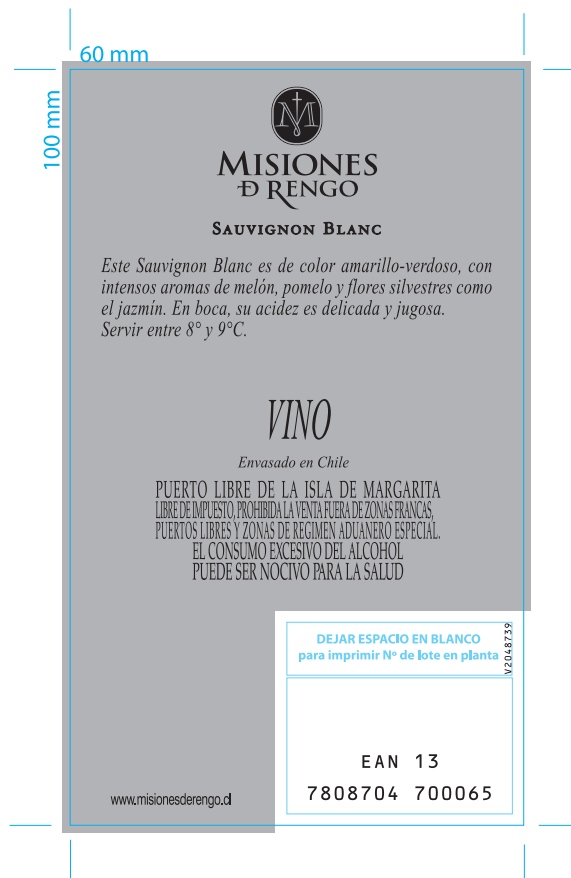 60 mm
100 mm
M
MISIONES
D RENGO
SAUVIGNON BLANC
Este Sauvignon Blanc es de color amarillo-verdoso, con
intensos aromas de melón, pomelo y flores silvestres como
el jazmín. En boca, su acidez es delicada y jugosa.
Servir entre 8° y 9°C.
VINO
Envasado en Chile
PUERTO LIBRE DE LA ISLA DE MARGARITA
LIBRE DE IMPUESTO, PROHIBIDA LA VENTA FUERA DE ZONAS FRANCAS,
PUERTOS LIBRES Y ZONAS DE REGIMEN ADUANERO ESPECIAL.
EL CONSUMO EXCESIVO DEL ALCOHOL
PUEDE SER NOCIVO PARA LA SALUD
DEJAR ESPACIO EN BLANCO
para imprimir Nº de lote en planta
V2048739
EAN 13
7808704 700065
www.misionesderengo.cl